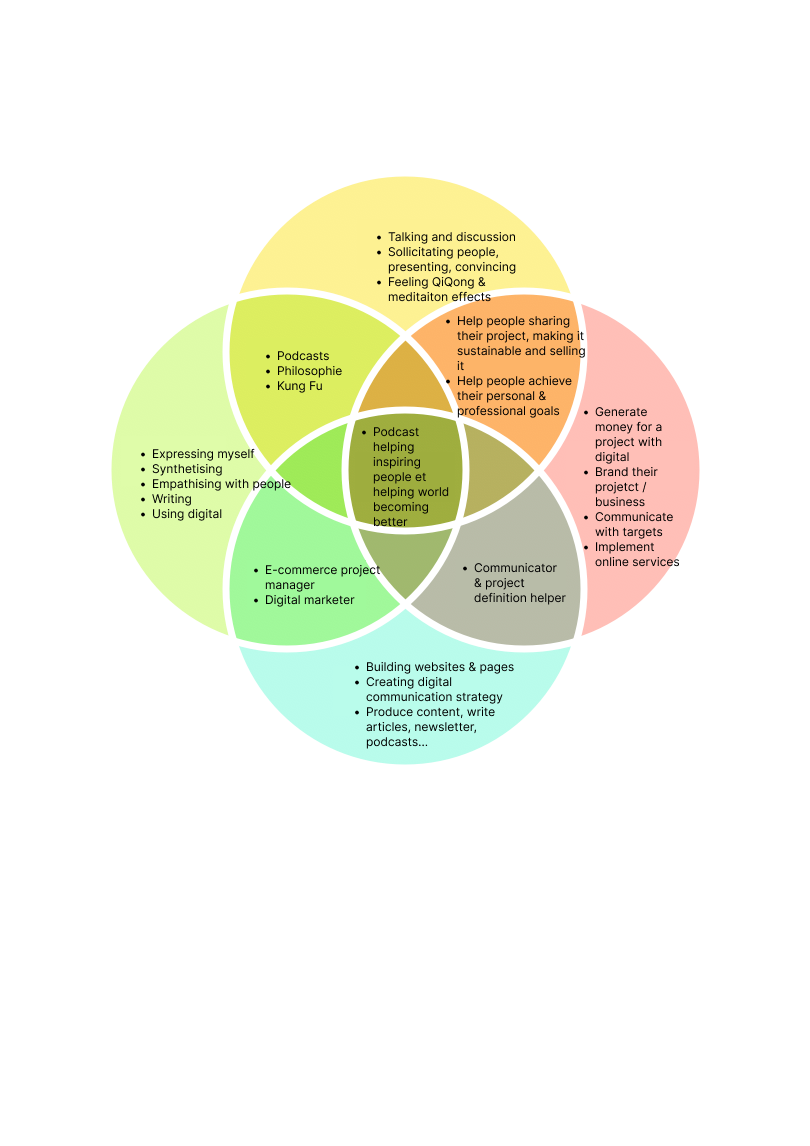 • Talking and discussion
• Sollicitating people,
presenting, convincing
• Feeling QiQong &
meditaiton effects
• Help people sharing
their project, making it
sustainable and selling
it
• Help people achieve
their personal &
professional goals
• Podcasts
• Philosophie
• Kung Fu
• Generate
money for a
project with
digital
• Brand their
projetct /
business
• Communicate
with targets
• Implement
online services
• Podcast
helping
inspiring
people et
helping world
becoming
better
• Expressing myself
• Synthetising
• Empathising with people
• Writing
• Using digital
• E-commerce project
manager
• Digital marketer
• Communicator
& project
definition helper
• Building websites & pages
• Creating digital
communication strategy
• Produce content, write
articles, newsletter,
podcasts...